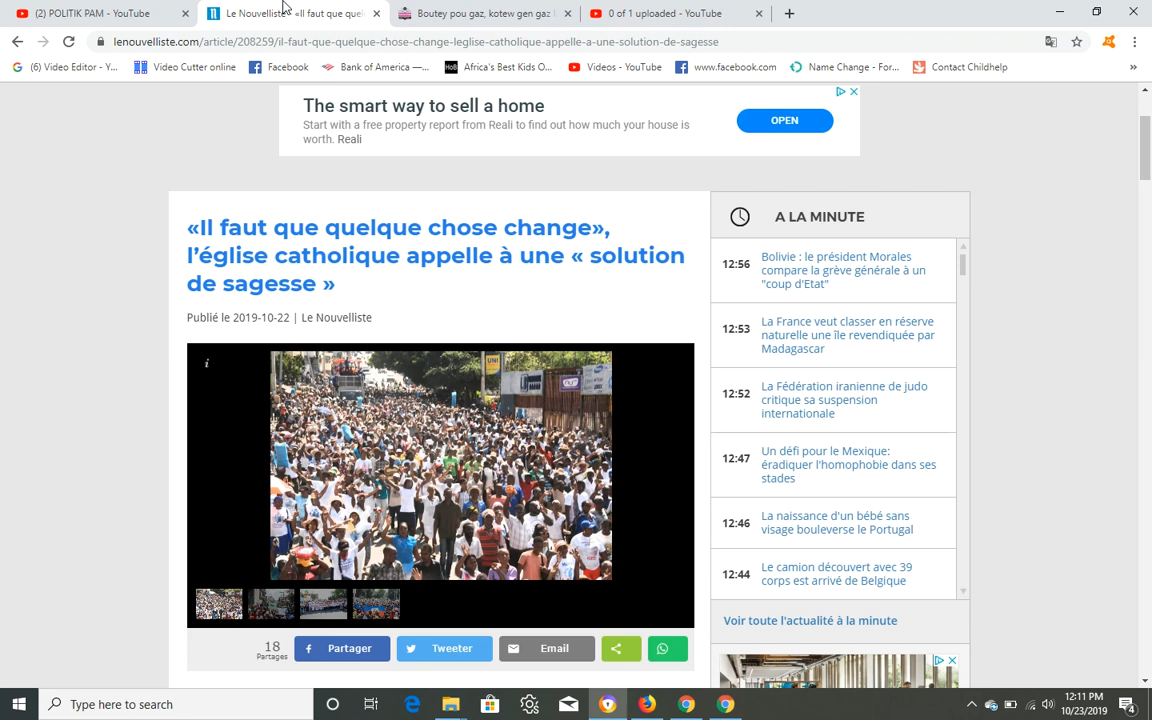 (2) POLITIK PAM - YouTube
Le Nouvelliste - «Il faut que quel
Boutey pou gaz, kotew gen gaz
0 of 1 uploaded - YouTube
lenouvelliste.com/article/208259/il-faut-que-quelque-chose-change-leglise-catholique-appelle-a-une-solution-de-sagesse
(6) Video Editor - Y...
Video Cutter online
Facebook
Bank of America —...
Africa's Best Kids O...
Videos - YouTube
www.facebook.com
Name Change - For...
Contact Childhelp
»
The smart way to sell a home
Start with a free property report from Reali to find out how much your house is
worth. Reali
OPEN
«Il faut que quelque chose change»,
l’église catholique appelle à une « solution
de sagesse »
Publié le 2019-10-22 | Le Nouvelliste
i
UNI
18
Partages
Partager
Tweeter
Email
A LA MINUTE
12:56
Bolivie : le président Morales
compare la grève générale à un
"coup d'Etat"
12:53
La France veut classer en réserve
naturelle une île revendiquée par
Madagascar
12:52
La Fédération iranienne de judo
critique sa suspension
internationale
12:47
Un défi pour le Mexique:
éradiquer l'homophobie dans ses
stades
12:46
La naissance d'un bébé sans
visage bouleverse le Portugal
12:44
Le camion découvert avec 39
corps est arrivé de Belgique
Voir toute l'actualité à la minute
Type here to search
12:11 PM
10/23/2019
4